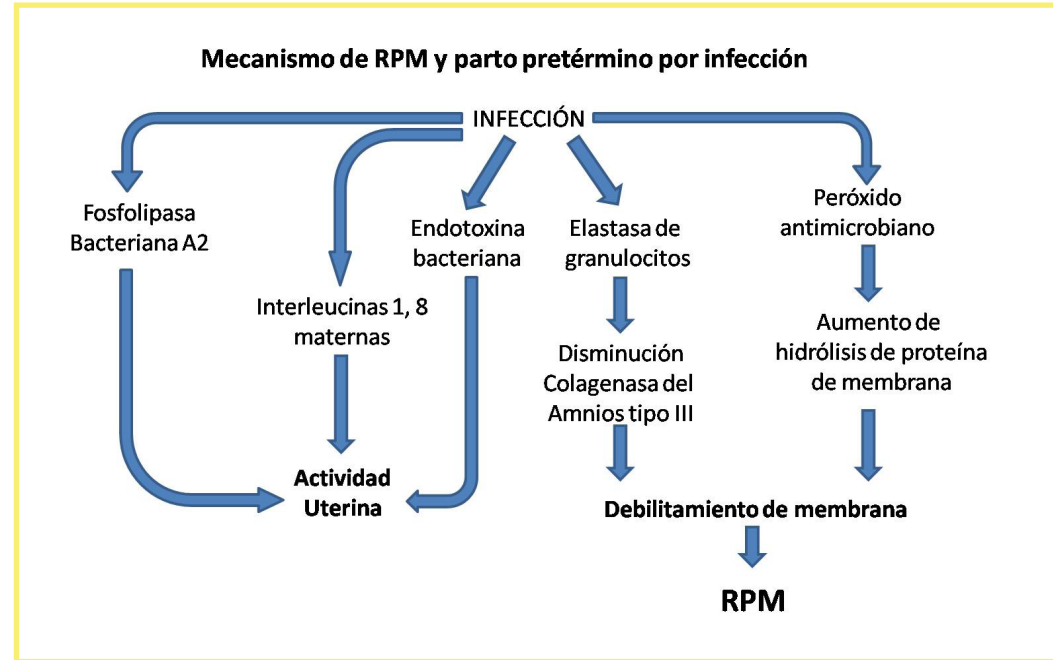 Mecanismo de RPM y parto pretérmino por infección
INFECCIÓN
Fosfolipasa
Bacteriana A2
Interleucinas 1, 8
maternas
Endotoxina
bacteriana
Elastasa de
granulocitos
Peróxido
antimicrobiano
Disminución
Colagenasa del
Amnios tipo III
Aumento de
hidrólisis de proteína
de membrana
Actividad
Uterina
Debilitamiento de membrana
RPM